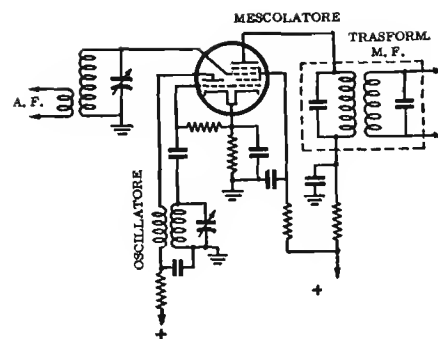 MESCOLATORE
TRASFORM.
M. F.
A. F.
OSCILLATORE
+
+